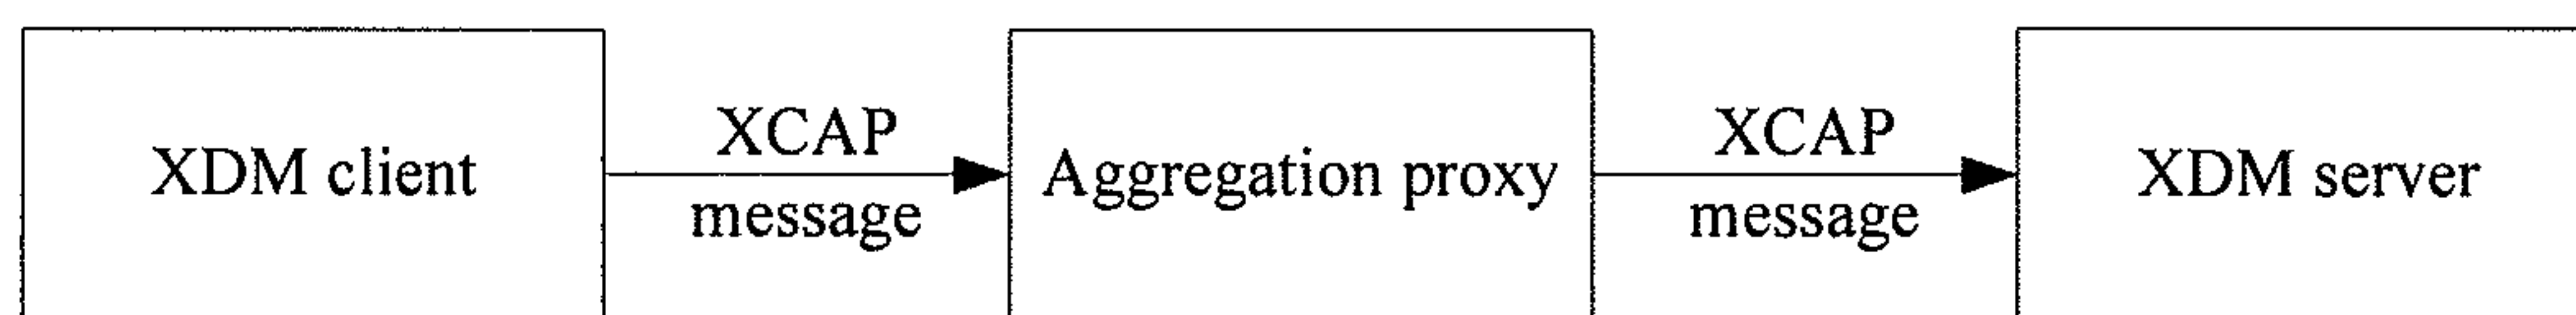 XDM client
XCAP
message
Aggregation proxy
XCAP
message
XDM server